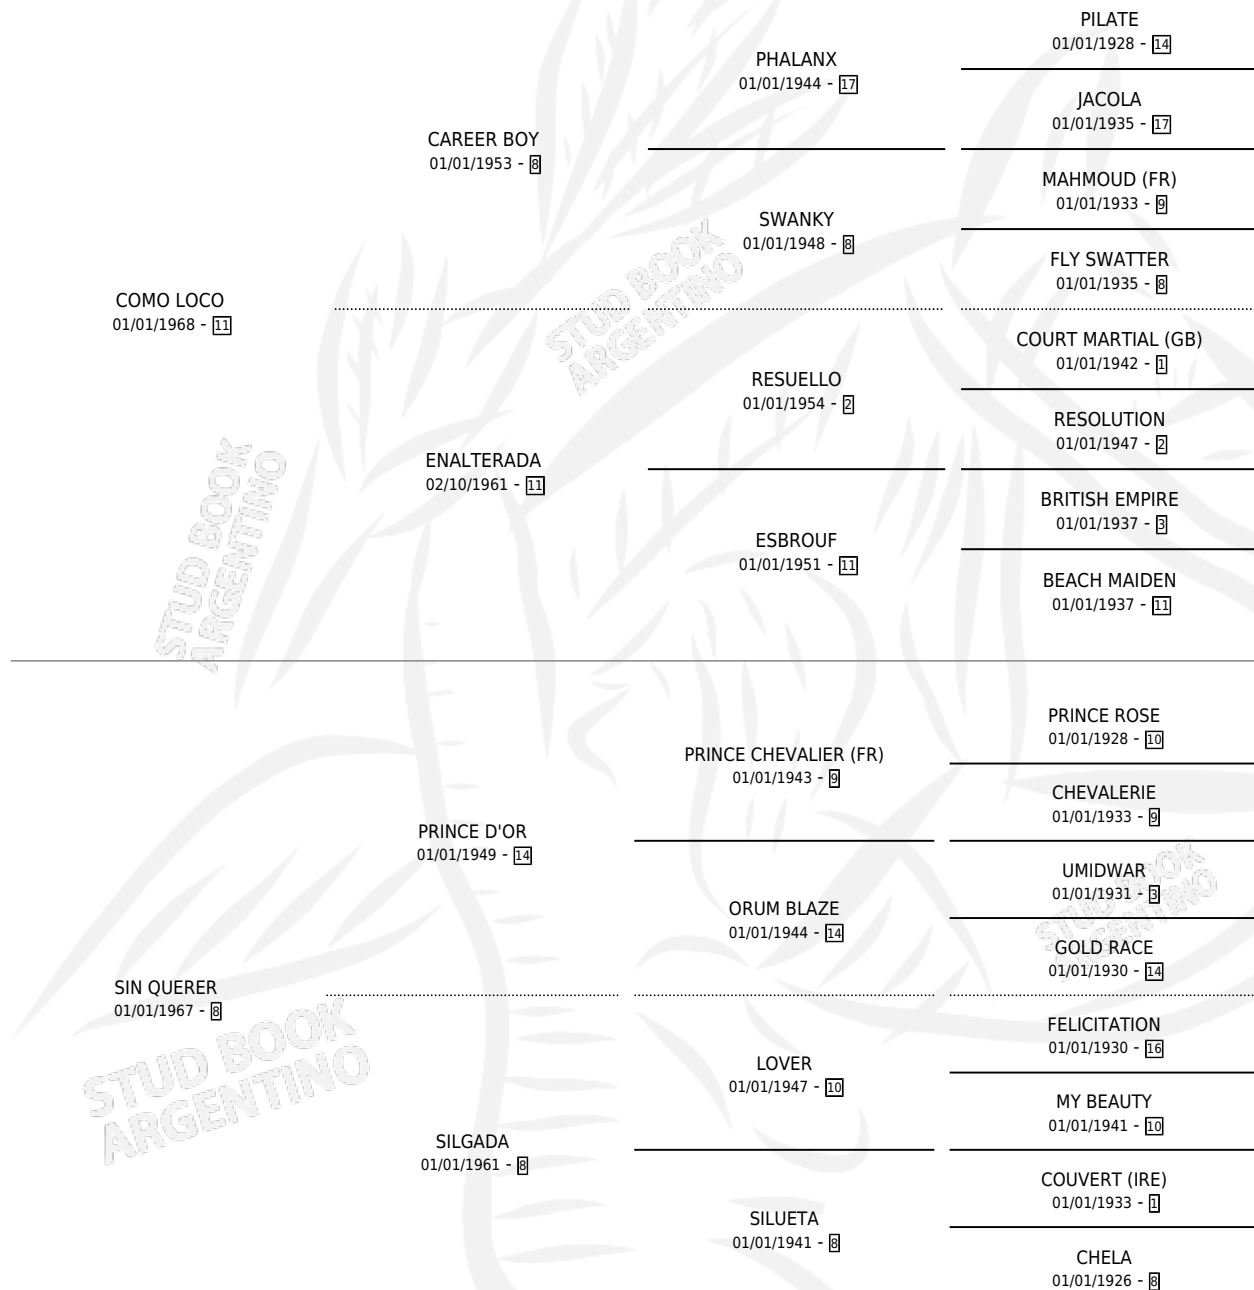 PILATE
01/01/1928 - 14
PHALANX
01/01/1944 - 17
JACOLA
01/01/1935 - 17
CAREER BOY
01/01/1953 - 8
MAHMOUD (FR)
01/01/1933 - 9
SWANKY
01/01/1948 - 8
FLY SWATTER
01/01/1935 - 8
COMO LOCO
01/01/1968 - 11
COURT MARTIAL (GB)
01/01/1942 - 1
RESUELLO
01/01/1954 - 2
RESOLUTION
01/01/1947 - 2
ENALTERADA
02/10/1961 - 11
BRITISH EMPIRE
01/01/1937 - 3
ESBROUF
01/01/1951 - 11
BEACH MAIDEN
01/01/1937 - 11
PRINCE ROSE
01/01/1928 - 10
PRINCE CHEVALIER (FR)
01/01/1943 - 9
CHEVALERIE
01/01/1933 - 9
PRINCE D'OR
01/01/1949 - 14
UMIDWAR
01/01/1931 - 3
ORUM BLAZE
01/01/1944 - 14
GOLD RACE
01/01/1930 - 14
SIN QUERER
01/01/1967 - 8
FELICITATION
01/01/1930 - 16
LOVER
01/01/1947 - 10
MY BEAUTY
01/01/1941 - 10
SILGADA
01/01/1961 - 8
COUVERT (IRE)
01/01/1933 - 1
SILUETA
01/01/1941 - 8
CHELA
01/01/1926 - 8
STUD BOOK
ARGENTINO
STUD BOOK
ARGENTINO
STUD BOOK
ARGENTINO
STUD BOOK
ARGENTINO